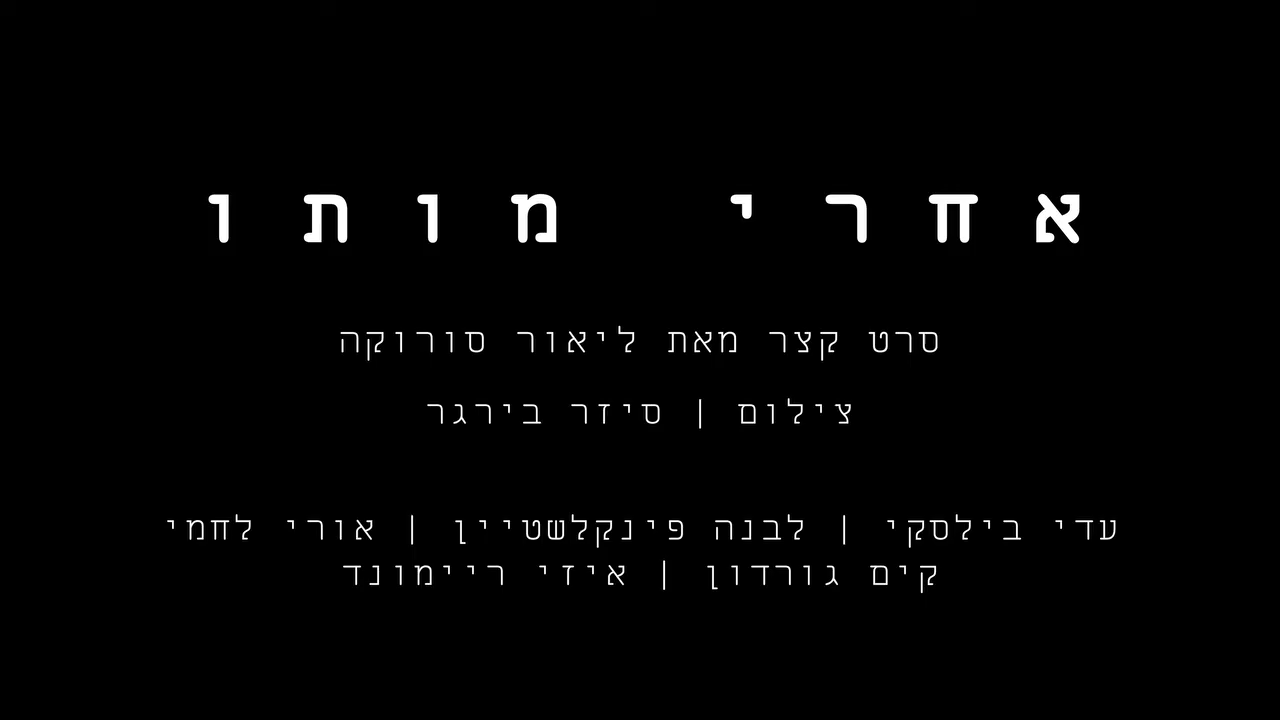 אחרי מותו
סרט קצר מאת ליאור סורוקה
צילום | סיזר בירגר
עדי בילסקי | לבנה פינקלשטיין | אורי לחמי
קים גורדון | איזי ריימונד